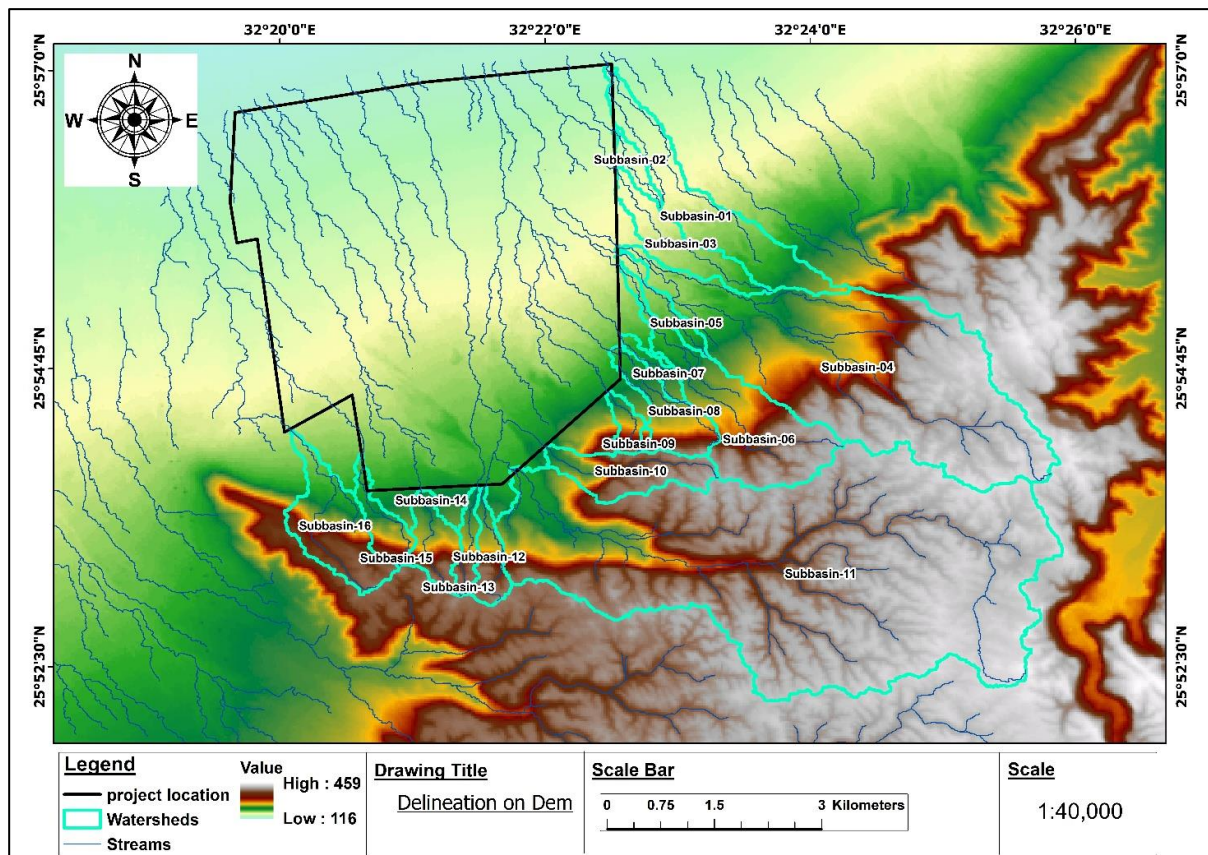 32°20'0"E
32°22'0"E
32°24'0"E
32°26'0"E
25°57'0"N
25°57'0"N
N
W
E
S
Subbasin-02
Subbasin-01
Subbasin-03
Subbasin-05
25°54'45"N
25°54'45"N
Subbasin-04
Subbasin-07
Subbasin-08
Subbasin-09
Subbasin-06
Subbasin-10
Subbasin-14
Subbasin-16
Subbasin-15
Subbasin-12
Subbasin-11
Subbasin-13
25°52'30"N
25°52'30"N
Legend
project location
Watersheds
Streams
Value
High : 459
Low : 116
Drawing Title
Delineation on Dem
Scale Bar
0 0.75 1.5 3 Kilometers
Scale
1:40,000